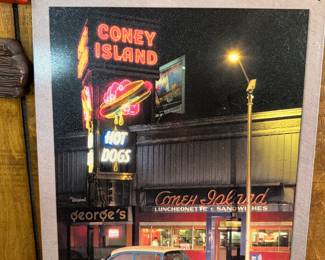 CONEY
ISLAND
HOT
DOGS
george's
Coney Island
LUNCHEONETTE & SANDWICHES